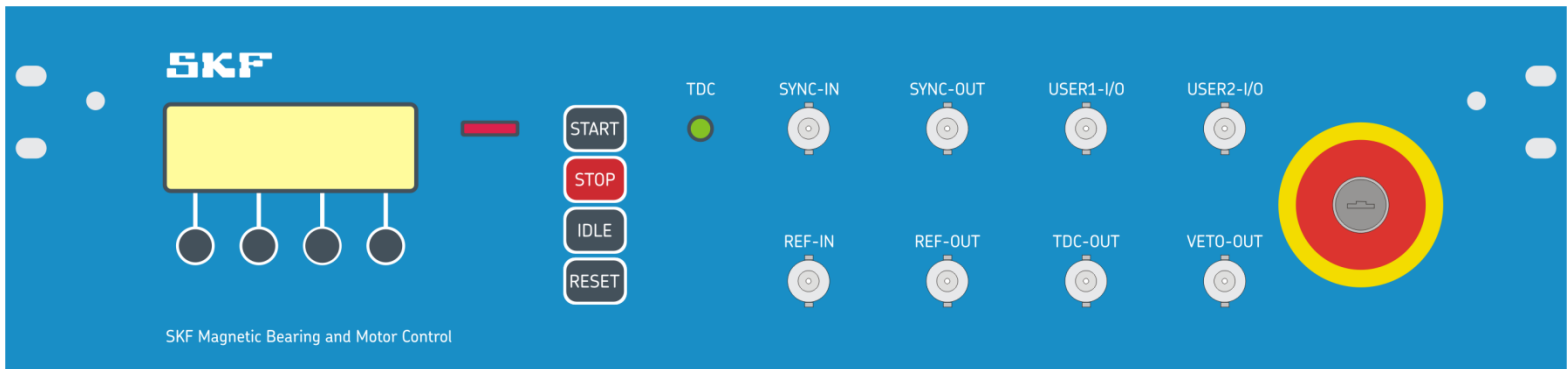 SKF
TDC SYNC-IN SYNC-OUT USER1-I/O USER2-I/O
START
STOP
IDLE
RESET
REF-IN REF-OUT TDC-OUT VETO-OUT
SKF Magnetic Bearing and Motor Control